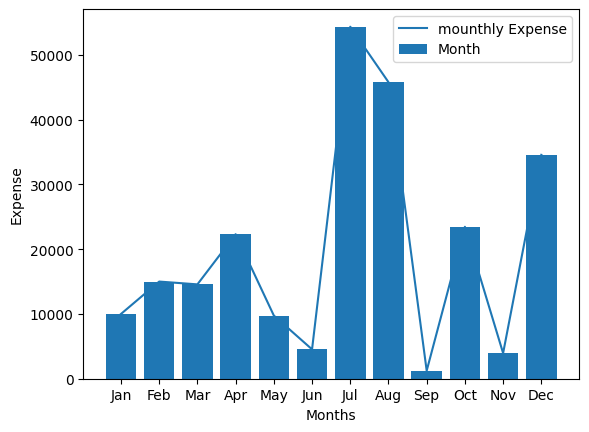 mounthly Expense
Month
Expense
50000
40000
30000
20000
10000
0
Jan Feb Mar Apr May Jun Jul Aug Sep Oct Nov Dec
Months